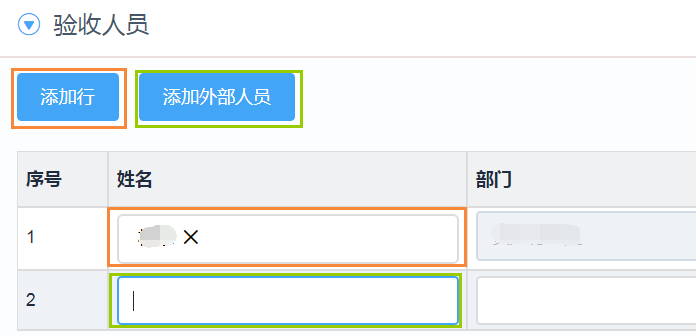 验收人员
添加行 添加外部人员
序号 姓名 部门
1
2